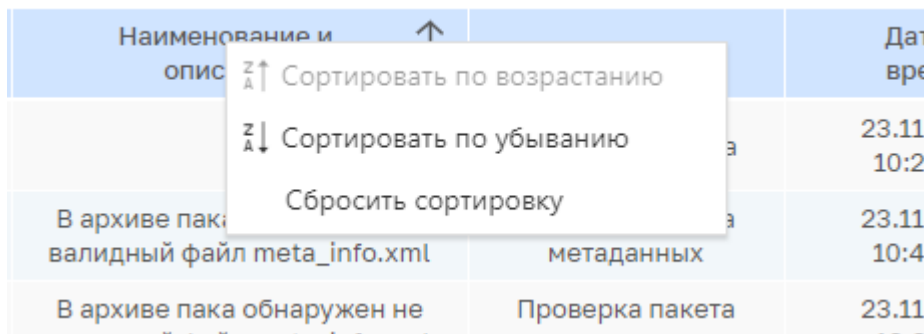 Наименование и
опис
Сортировать по возрастанию
Сортировать по убыванию
Сбросить сортировку
Дат
вре
а
23.11
10:2
В архиве пака
а
23.11
валидный файл meta_info.xml
метаданных
10:4
В архиве пака обнаружен не
Проверка пакета
23.11